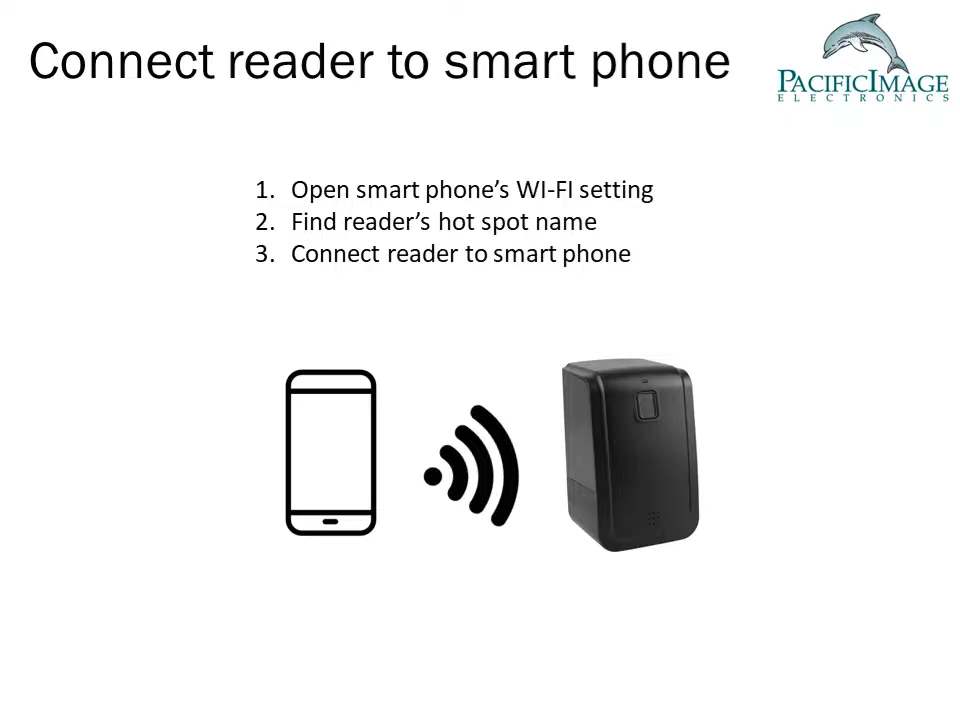 Connect reader to smart phone
PACIFICIMAGE
ELECTRONICS
1. Open smart phone’s WI-FI setting
2. Find reader’s hot spot name
3. Connect reader to smart phone